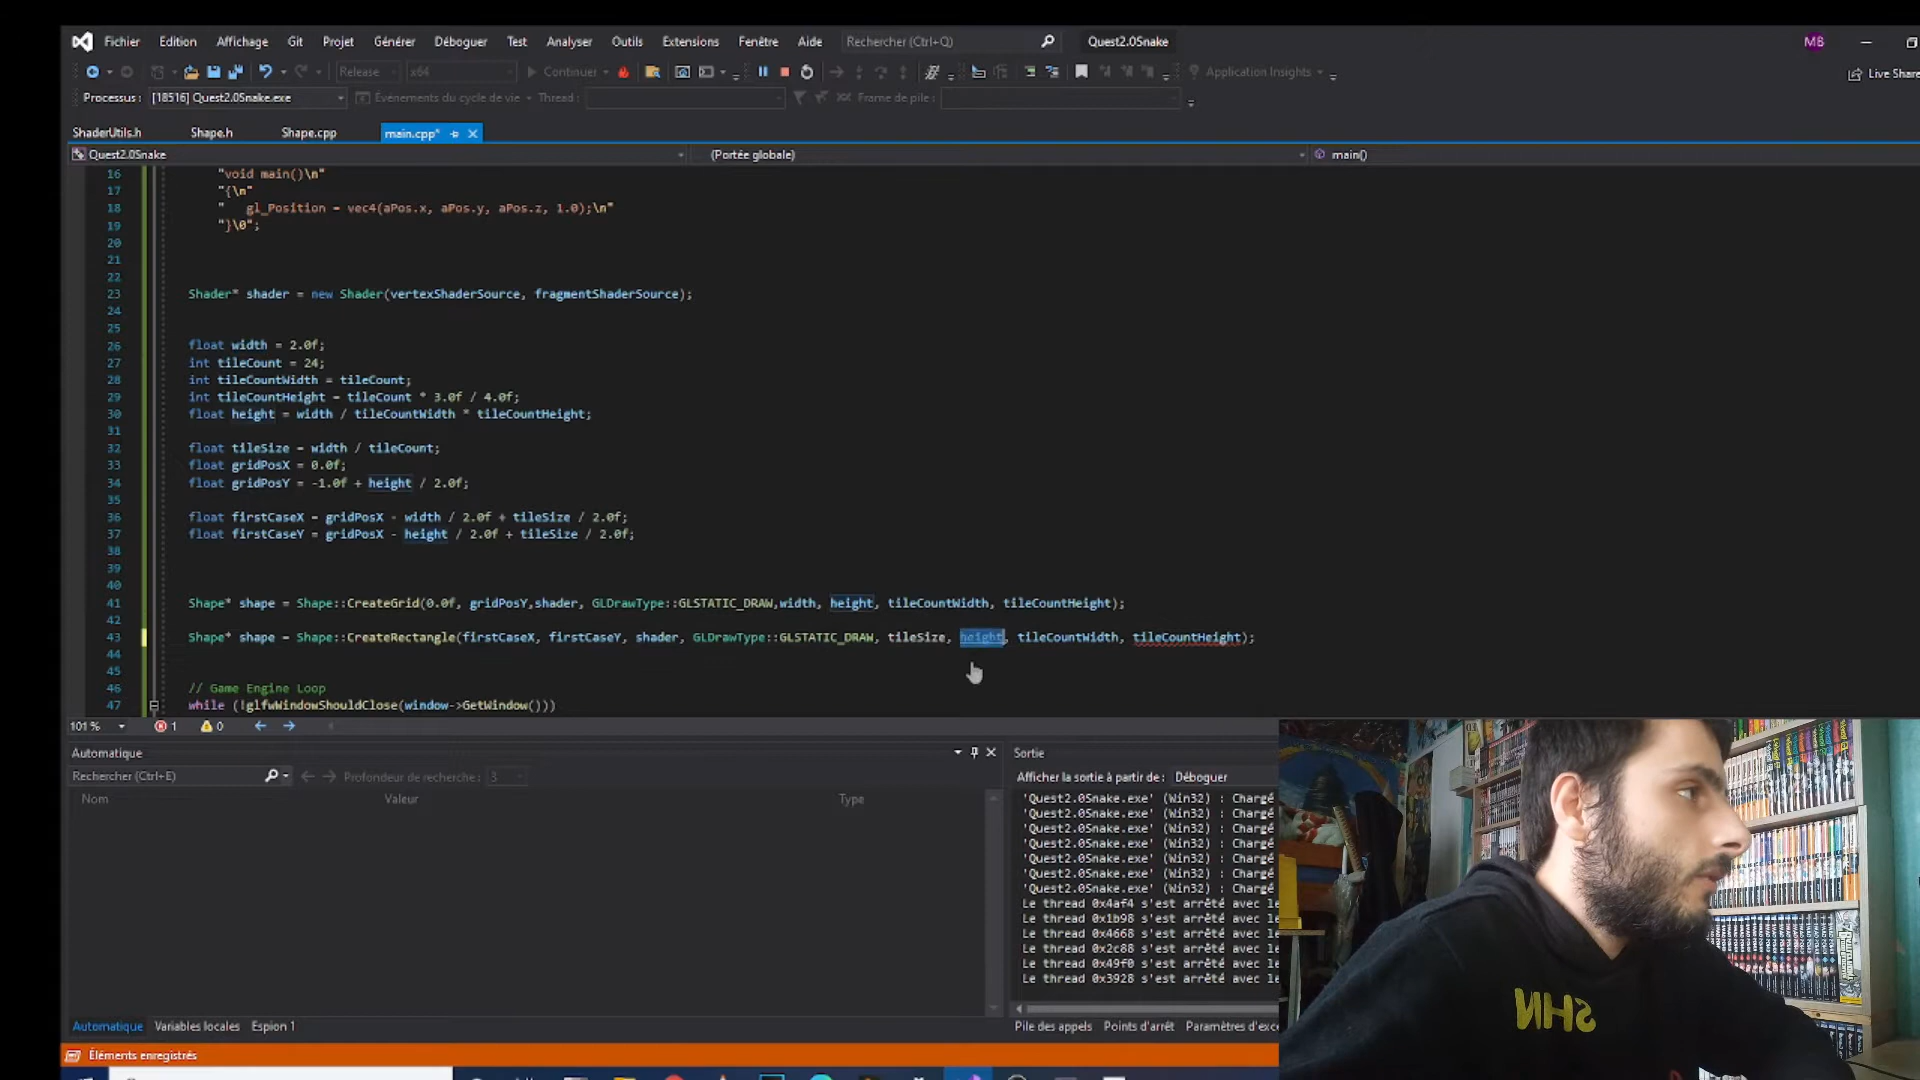 Fichier Edition Affichage Git Projet Générer Déboguer Test Analyser Outils Extensions Fenêtre Aide Rechercher (Ctrl+Q) Quest2.0Snake MB
Release x64 Continuer Application Insights Live Share
Processus : [18516] Quest2.0Snake.exe Événements du cycle de vie Thread : Frame de pile :
ShaderUtils.h Shape.h Shape.cpp main.cpp*
Quest2.0Snake (Portée globale) main()
16 "void main()\n"
17 "{\n"
18 " gl_Position = vec4(aPos.x, aPos.y, aPos.z, 1.0);\n"
19 "}\0";
20
21
22
23 Shader* shader = new Shader(vertexShaderSource, fragmentShaderSource);
24
25
26 float width = 2.0f;
27 int tileCount = 24;
28 int tileCountWidth = tileCount;
29 int tileCountHeight = tileCount * 3.0f / 4.0f;
30 float height = width / tileCountWidth * tileCountHeight;
31
32 float tileSize = width / tileCount;
33 float gridPosX = 0.0f;
34 float gridPosY = -1.0f + height / 2.0f;
35
36 float firstCaseX = gridPosX - width / 2.0f + tileSize / 2.0f;
37 float firstCaseY = gridPosX - height / 2.0f + tileSize / 2.0f;
38
39
40
41 Shape* shape = Shape::CreateGrid(0.0f, gridPosY,shader, GLDrawType::GLSTATIC_DRAW,width, height, tileCountWidth, tileCountHeight);
43 Shape* shape = Shape::CreateRectangle(firstCaseX, firstCaseY, shader, GLDrawType::GLSTATIC_DRAW, tileSize, height, tileCountWidth, tileCountHeight);
44
45
46 // Game Engine Loop
47 while (!glfwWindowShouldClose(window->GetWindow()))
101 % 1 0
Automatique
Rechercher (Ctrl+E) Profondeur de recherche : 3
Nom Valeur Type
Automatique Variables locales Espion 1
Sortie
Afficher la sortie à partir de : Déboguer
'Quest2.0Snake.exe' (Win32) : Chargé
'Quest2.0Snake.exe' (Win32) : Chargé
'Quest2.0Snake.exe' (Win32) : Chargé
'Quest2.0Snake.exe' (Win32) : Chargé
'Quest2.0Snake.exe' (Win32) : Chargé
'Quest2.0Snake.exe' (Win32) : Chargé
'Quest2.0Snake.exe' (Win32) : Chargé
Le thread 0x4af4 s'est arrêté avec le
Le thread 0x1b98 s'est arrêté avec le
Le thread 0x4668 s'est arrêté avec le
Le thread 0x2c88 s'est arrêté avec le
Le thread 0x49f0 s'est arrêté avec le
Le thread 0x3928 s'est arrêté avec le
Pile des appels Points d'arrêt Paramètres d'exce
Éléments enregistrés
SHN